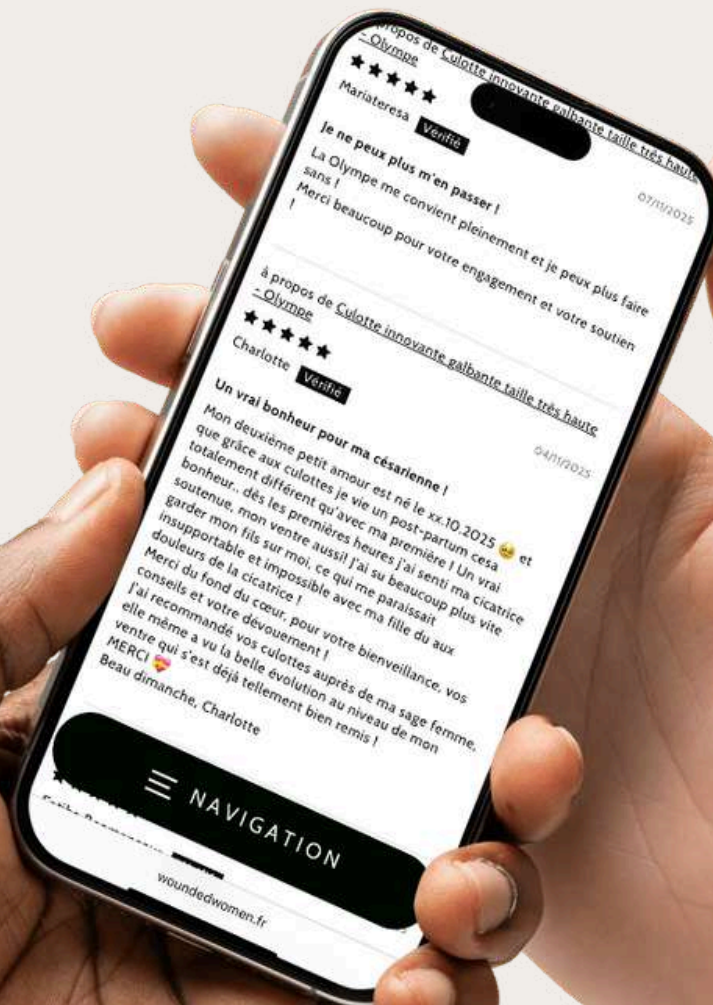 à propos de Culotte innovante galbante taille très haute
- Olympe
★★★★★
Mariateresa Vérifié
07/11/2025
Je ne peux plus m'en passer !
La Olympe me convient pleinement et je peux plus faire
sans !
Merci beaucoup pour votre engagement et votre soutien
!
à propos de Culotte innovante galbante taille très haute
- Olympe
★★★★★
Charlotte Vérifié
04/11/2025
Un vrai bonheur pour ma césarienne !
Mon deuxième petit amour est né le xx.10.2025 🥹 et
que grâce aux culottes je vie un post-partum cesa
totalement différent qu'avec ma première ! Un vrai
bonheur.. dés les premières heures j'ai senti ma cicatrice
soutenue, mon ventre aussi! J'ai su beaucoup plus vite
garder mon fils sur moi, ce qui me paraissait
insupportable et impossible avec ma fille du aux
douleurs de la cicatrice !
Merci du fond du cœur, pour votre bienveillance, vos
conseils et votre dévouement !
J'ai recommandé vos culottes auprès de ma sage femme,
elle même a vu la belle évolution au niveau de mon
ventre qui s'est déjà tellement bien remis !
MERCI 💝
Beau dimanche, Charlotte
NAVIGATION
woundedwomen.fr